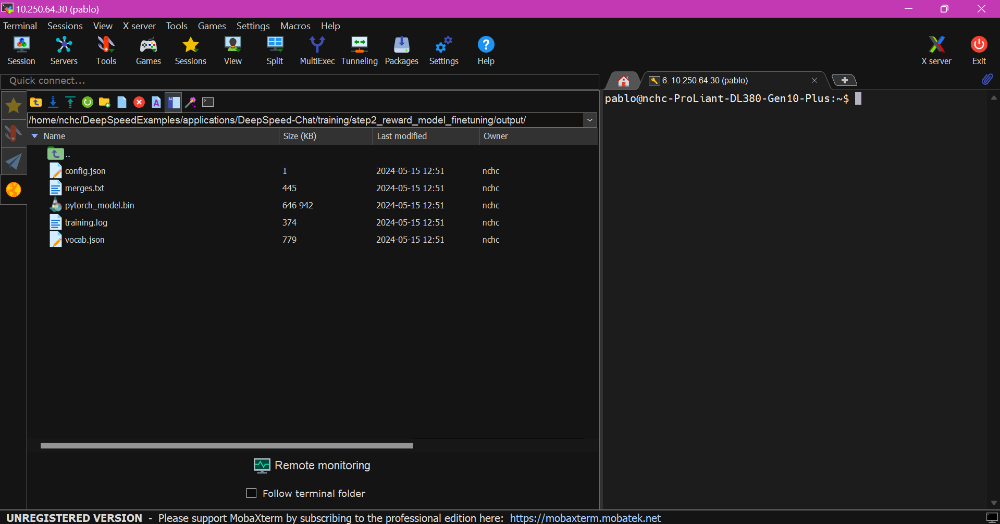 10.250.64.30 (pablo)
Terminal Sessions View X server Tools Games Settings Macros Help
Session Servers Tools Games Sessions View Split MultiExec Tunneling Packages Settings Help X server Exit
Quick connect...
6. 10.250.64.30 (pablo)
/home/nchc/DeepSpeedExamples/applications/DeepSpeed-Chat/training/step2_reward_model_finetuning/output/
Name Size (KB) Last modified Owner
..
config.json 1 2024-05-15 12:51 nchc
merges.txt 445 2024-05-15 12:51 nchc
pytorch_model.bin 646 942 2024-05-15 12:51 nchc
training.log 374 2024-05-15 12:51 nchc
vocab.json 779 2024-05-15 12:51 nchc
Remote monitoring
Follow terminal folder
pablo@nchc-ProLiant-DL380-Gen10-Plus:~$
UNREGISTERED VERSION - Please support MobaXterm by subscribing to the professional edition here: https://mobaxterm.mobatek.net